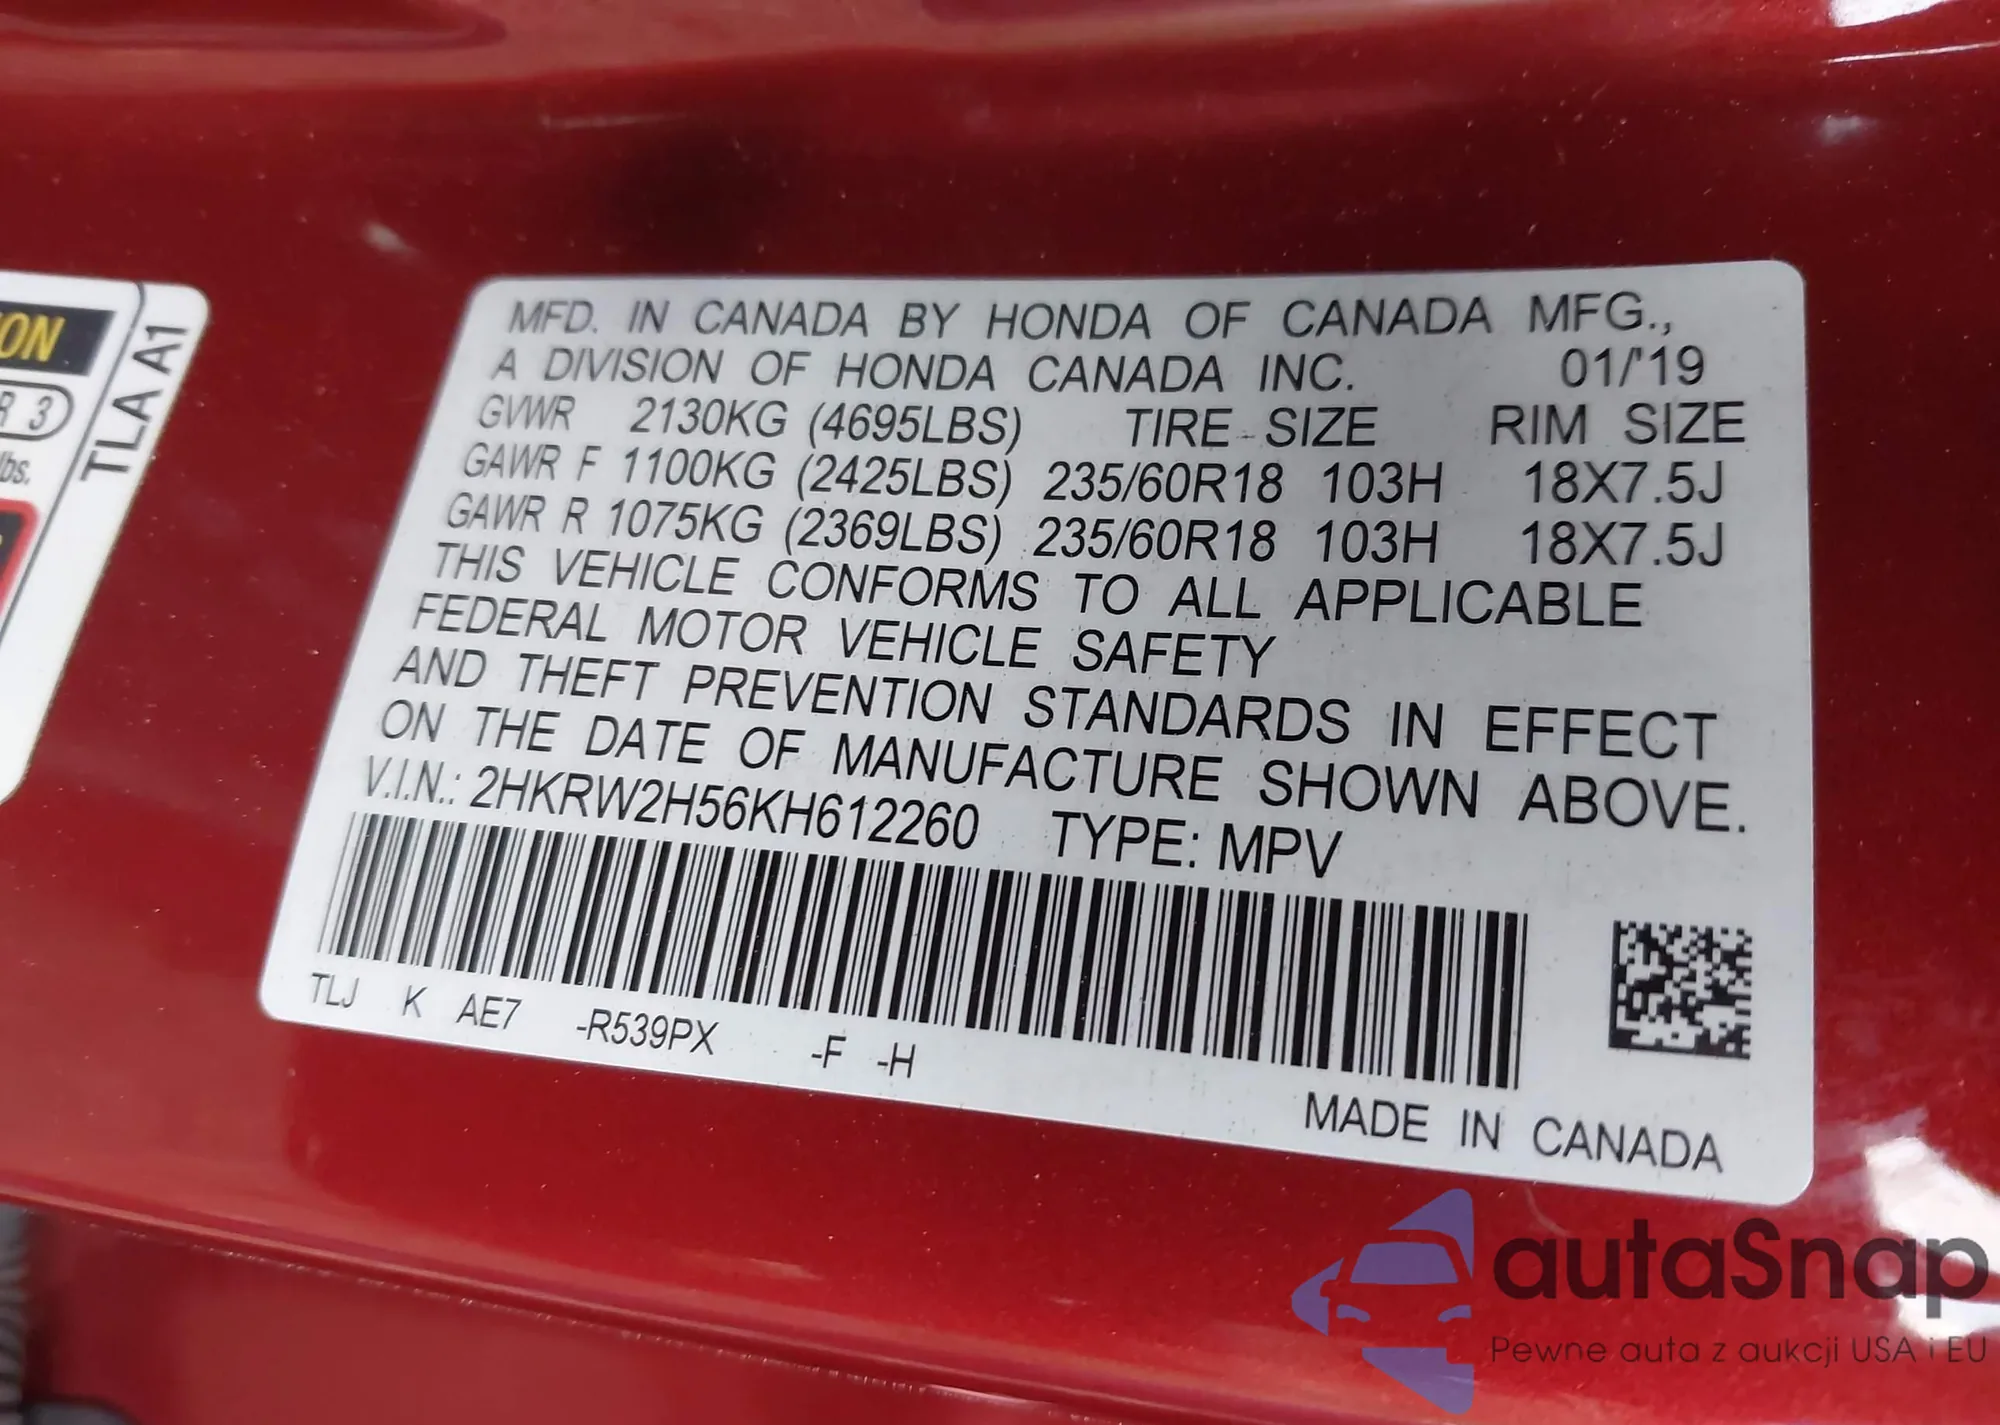 ON
R 3
lbs.
TLA A1
MFD. IN CANADA BY HONDA OF CANADA MFG.,
A DIVISION OF HONDA CANADA INC. 01/'19
GVWR 2130KG (4695LBS) TIRE SIZE RIM SIZE
GAWR F 1100KG (2425LBS) 235/60R18 103H 18X7.5J
GAWR R 1075KG (2369LBS) 235/60R18 103H 18X7.5J
THIS VEHICLE CONFORMS TO ALL APPLICABLE
FEDERAL MOTOR VEHICLE SAFETY
AND THEFT PREVENTION STANDARDS IN EFFECT
ON THE DATE OF MANUFACTURE SHOWN ABOVE.
V.I.N.: 2HKRW2H56KH612260 TYPE: MPV
TLJ K AE7 -R539PX -F -H
MADE IN CANADA
autaSnap
Pewne auta z aukcji USA i EU